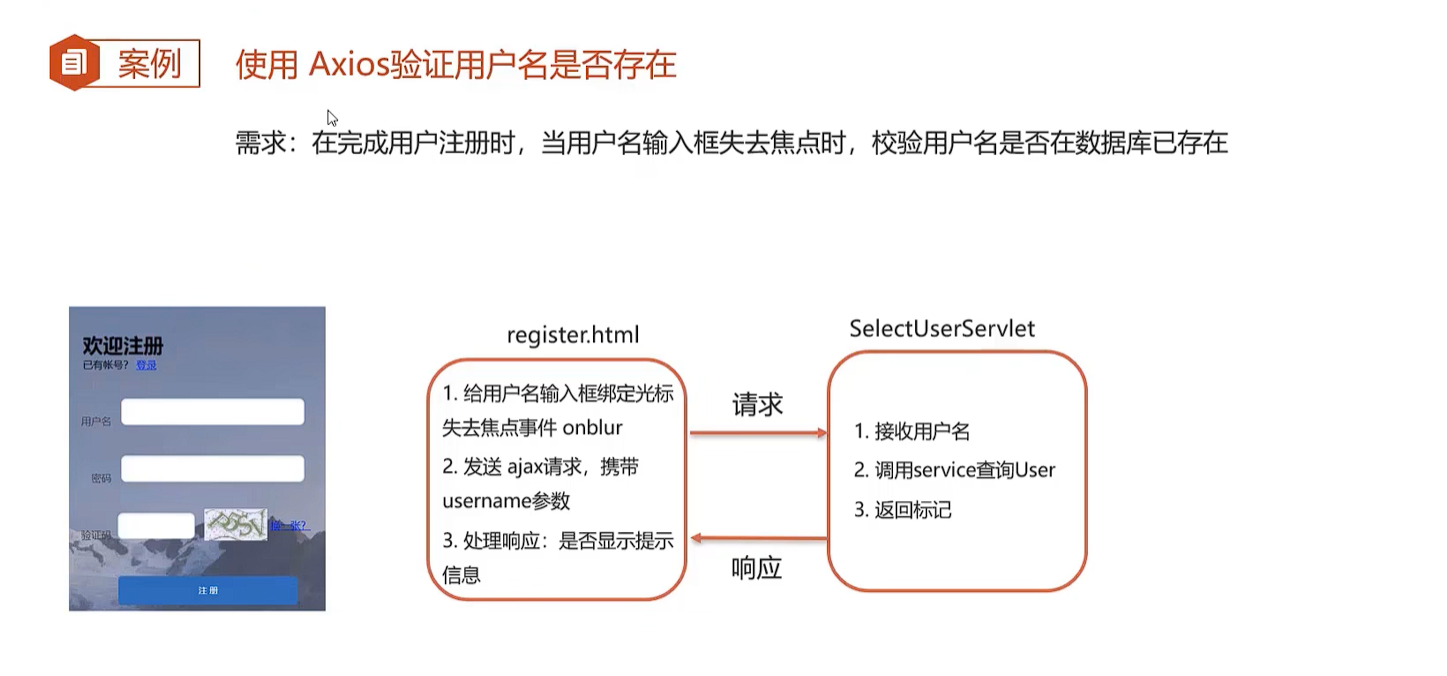 案例
使用 Axios验证用户名是否存在
需求：在完成用户注册时，当用户名输入框失去焦点时，校验用户名是否在数据库已存在
欢迎注册
已有帐号？ 登录
用户名
密码
验证码
换一张？
注册
register.html
1. 给用户名输入框绑定光标
失去焦点事件 onblur
2. 发送 ajax请求，携带
username参数
3. 处理响应：是否显示提示
信息
请求
响应
SelectUserServlet
1. 接收用户名
2. 调用service查询User
3. 返回标记